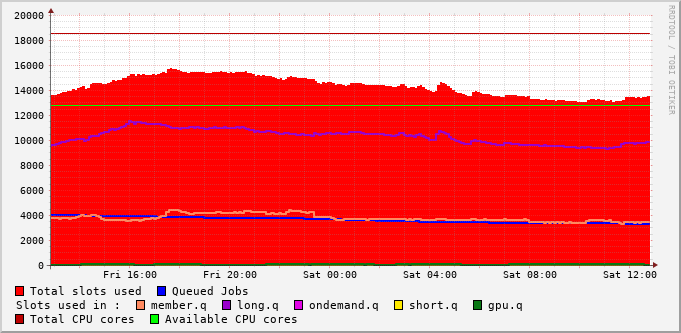 RRDTOOL / TOBI OETIKER
20000
18000
16000
14000
12000
10000
8000
6000
4000
2000
0
Fri 16:00 Fri 20:00 Sat 00:00 Sat 04:00 Sat 08:00 Sat 12:00
Total slots used Queued Jobs
Slots used in : member.q long.q ondemand.q short.q gpu.q
Total CPU cores Available CPU cores